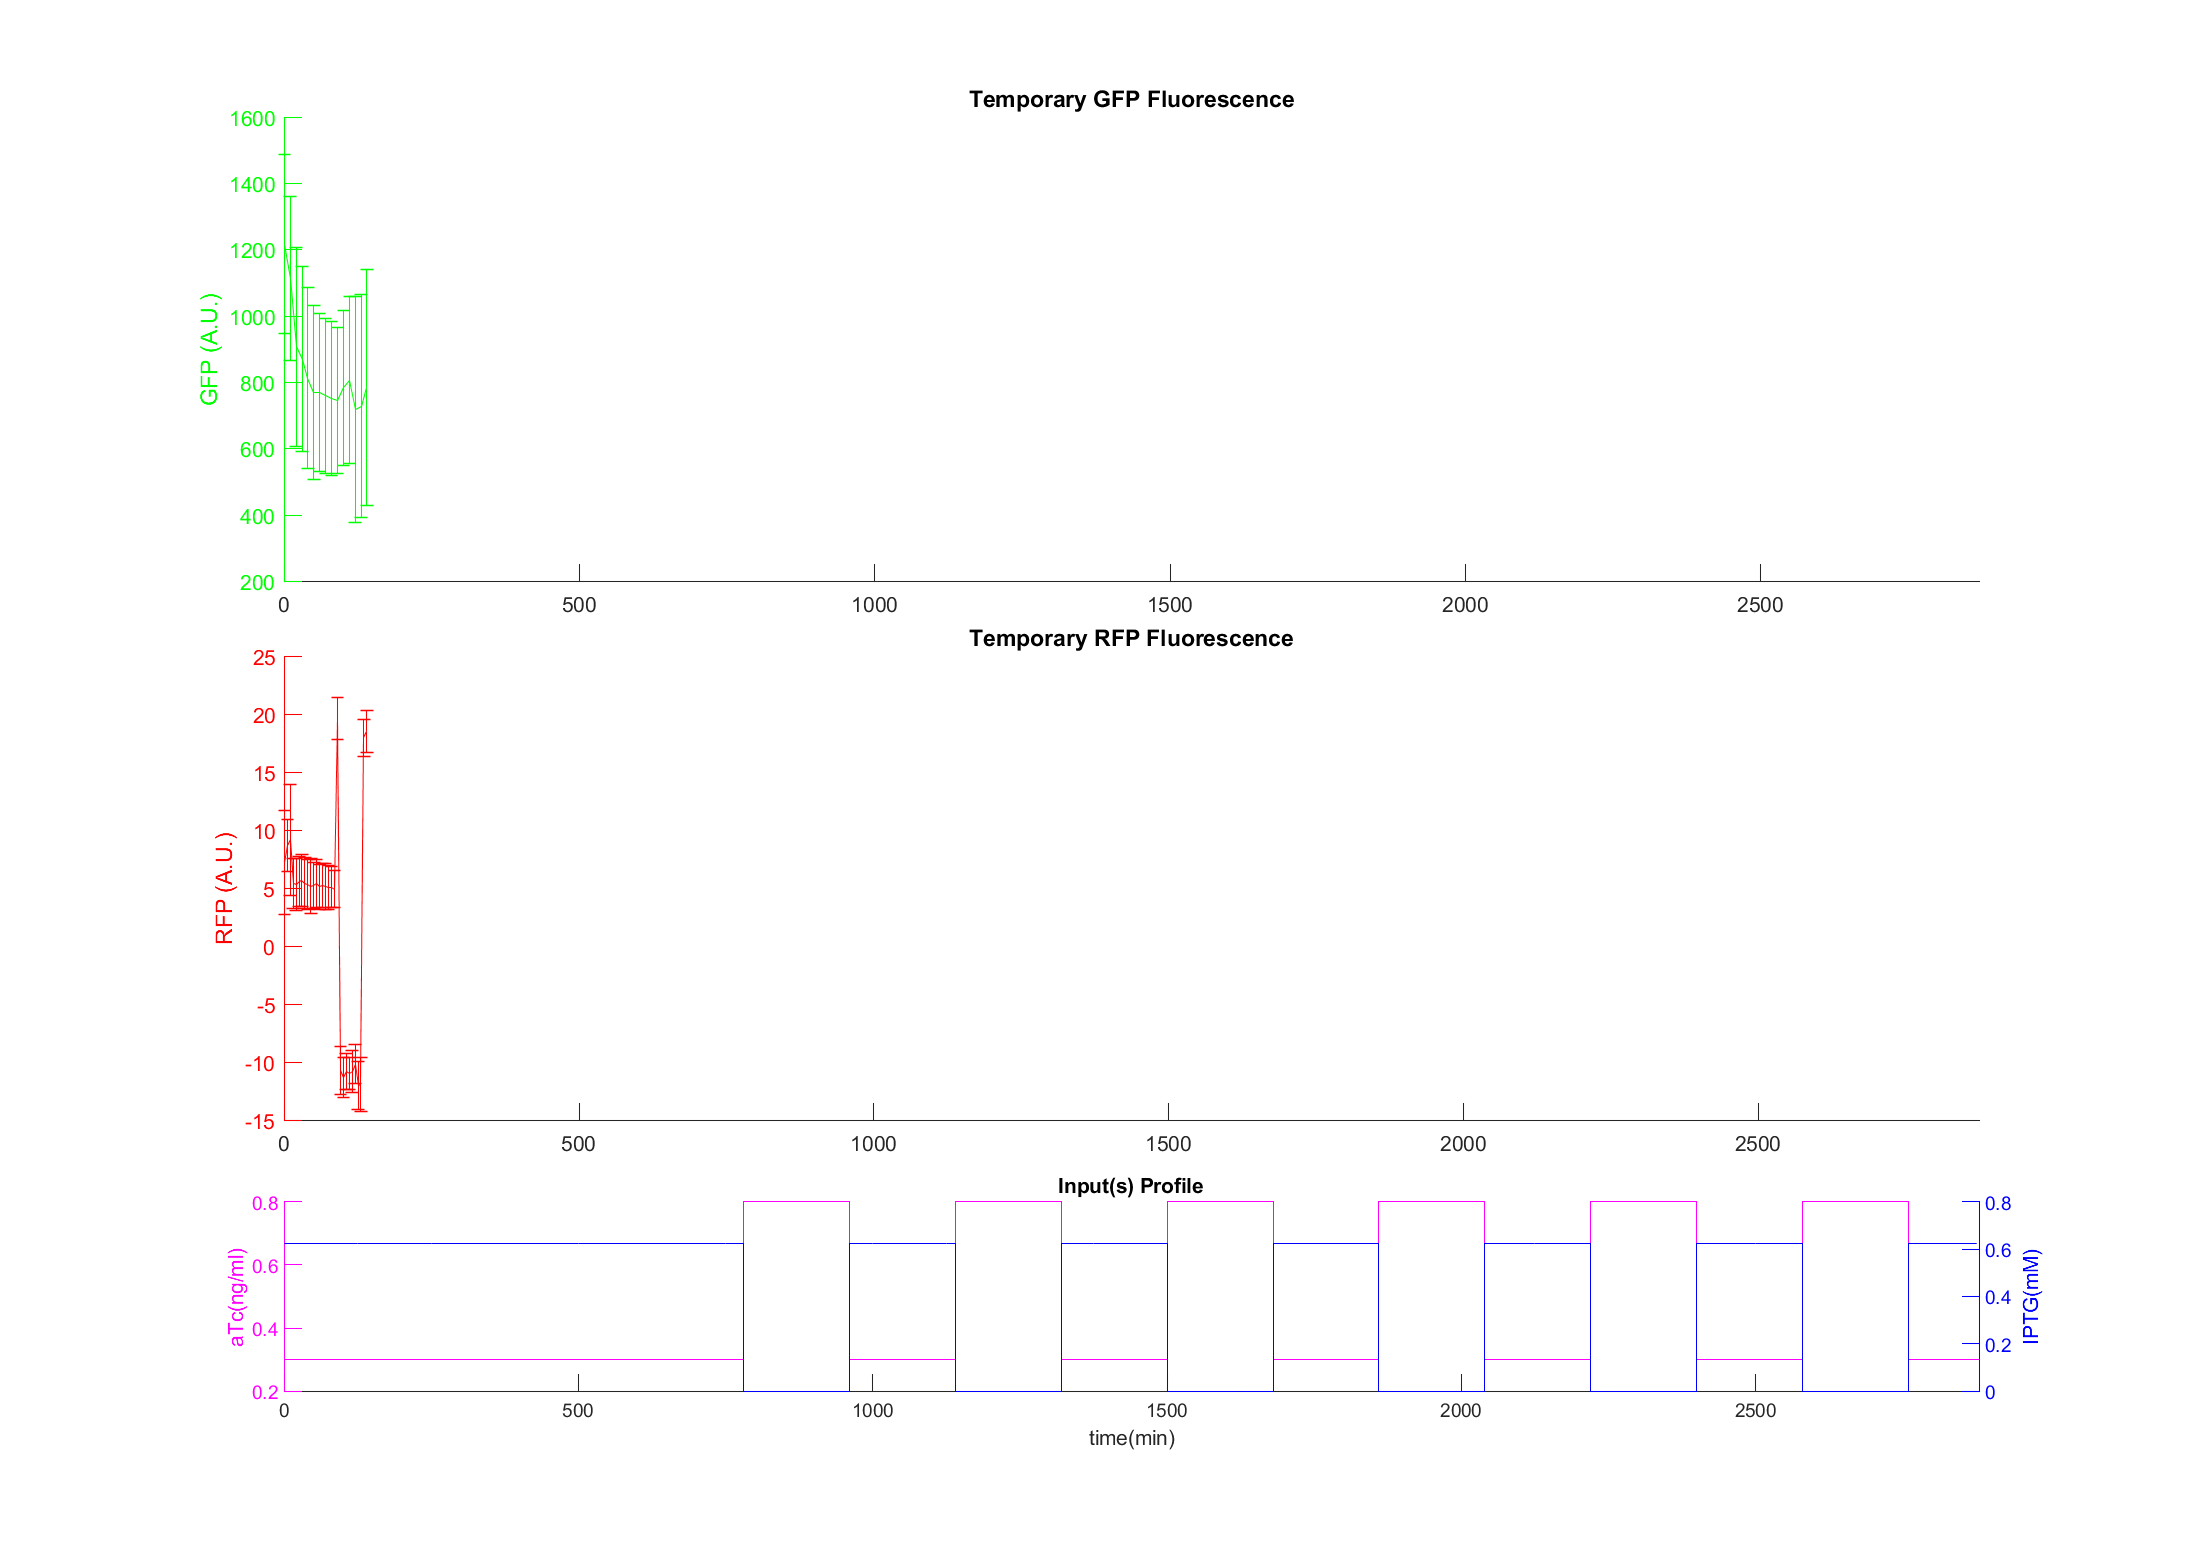 Temporary GFP Fluorescence
GFP (A.U.)
1600
1400
1200
1000
800
600
400
200
0 500 1000 1500 2000 2500
Temporary RFP Fluorescence
RFP (A.U.)
25
20
15
10
5
0
-5
-10
-15
0 500 1000 1500 2000 2500
Input(s) Profile
aTc(ng/ml)
0.8
0.6
0.4
0.2
0.8
0.6
0.4
0.2
0
IPTG(mM)
0 500 1000 1500 2000 2500
time(min)